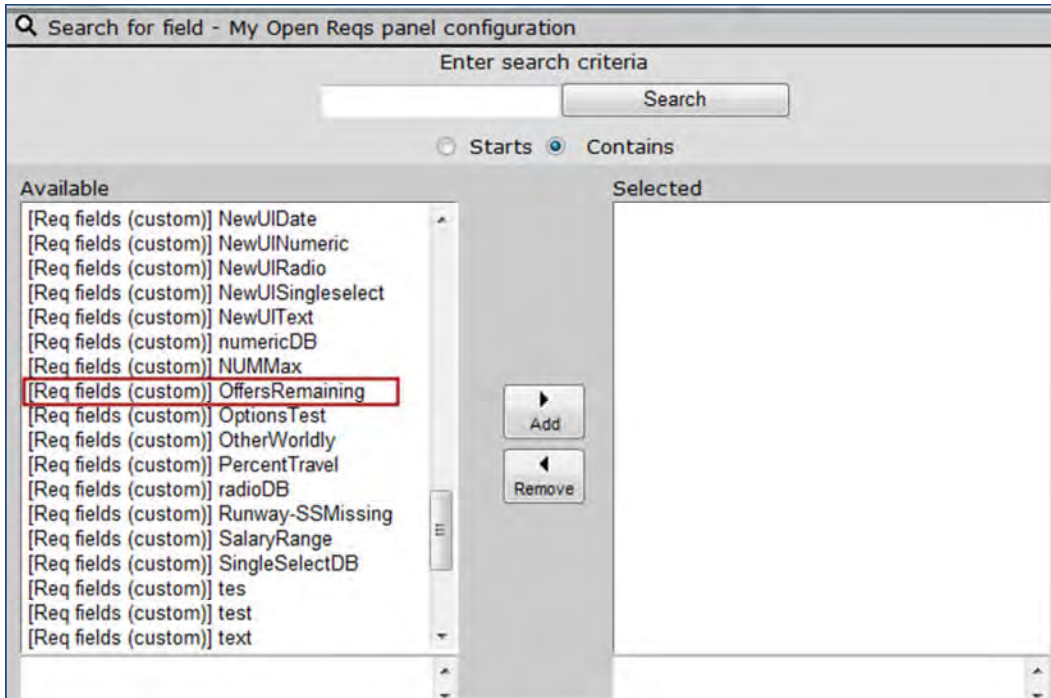 Search for field - My Open Reqs panel configuration
Enter search criteria
Search
Starts Contains
Available
Selected
[Req fields (custom)] NewUIDate
[Req fields (custom)] NewUINumeric
[Req fields (custom)] NewUIRadio
[Req fields (custom)] NewUISingleselect
[Req fields (custom)] NewUIText
[Req fields (custom)] numericDB
[Req fields (custom)] NUMMax
[Req fields (custom)] OffersRemaining
[Req fields (custom)] OptionsTest
[Req fields (custom)] OtherWorldly
[Req fields (custom)] PercentTravel
[Req fields (custom)] radioDB
[Req fields (custom)] Runway-SSMissing
[Req fields (custom)] SalaryRange
[Req fields (custom)] SingleSelectDB
[Req fields (custom)] tes
[Req fields (custom)] test
[Req fields (custom)] text
Add
Remove